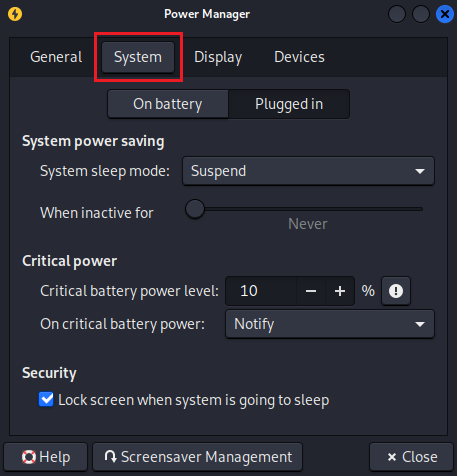 Power Manager
General System Display Devices
On battery Plugged in
System power saving
System sleep mode: Suspend
When inactive for
Never
Critical power
Critical battery power level: 10 − + %
On critical battery power: Notify
Security
Lock screen when system is going to sleep
Help Screensaver Management Close